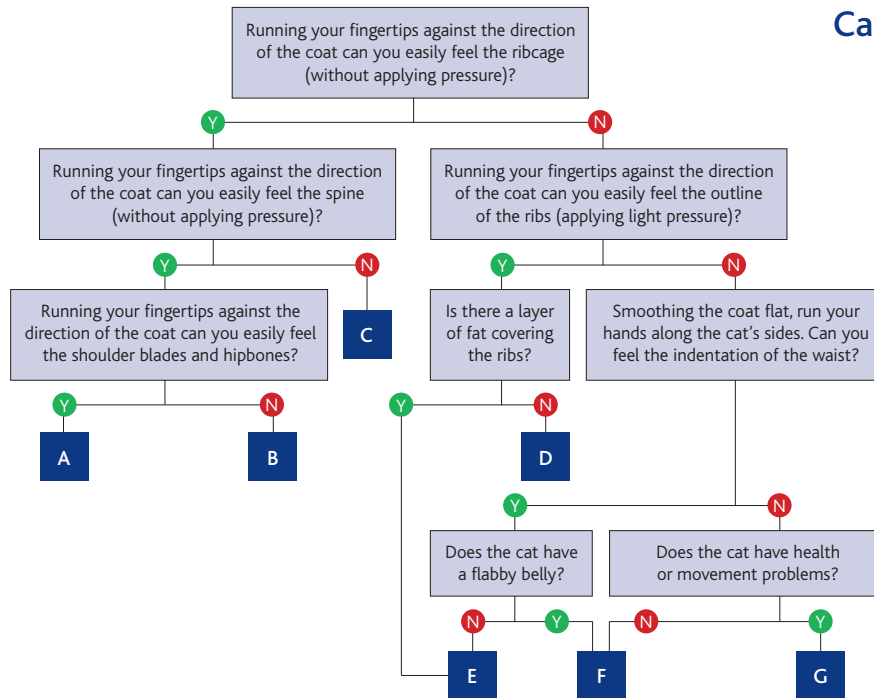 Ca
Running your fingertips against the direction
of the coat can you easily feel the ribcage
(without applying pressure)?
Y
N
Running your fingertips against the direction
of the coat can you easily feel the spine
(without applying pressure)?
Running your fingertips against the direction
of the coat can you easily feel the outline
of the ribs (applying light pressure)?
Y
N
Y
N
Running your fingertips against the
direction of the coat can you easily feel
the shoulder blades and hipbones?
C
Is there a layer
of fat covering
the ribs?
Smoothing the coat flat, run your
hands along the cat's sides. Can you
feel the indentation of the waist?
Y
N
Y
N
A
B
D
Y
N
Does the cat have
a flabby belly?
Does the cat have health
or movement problems?
N
Y
N
Y
E
F
G